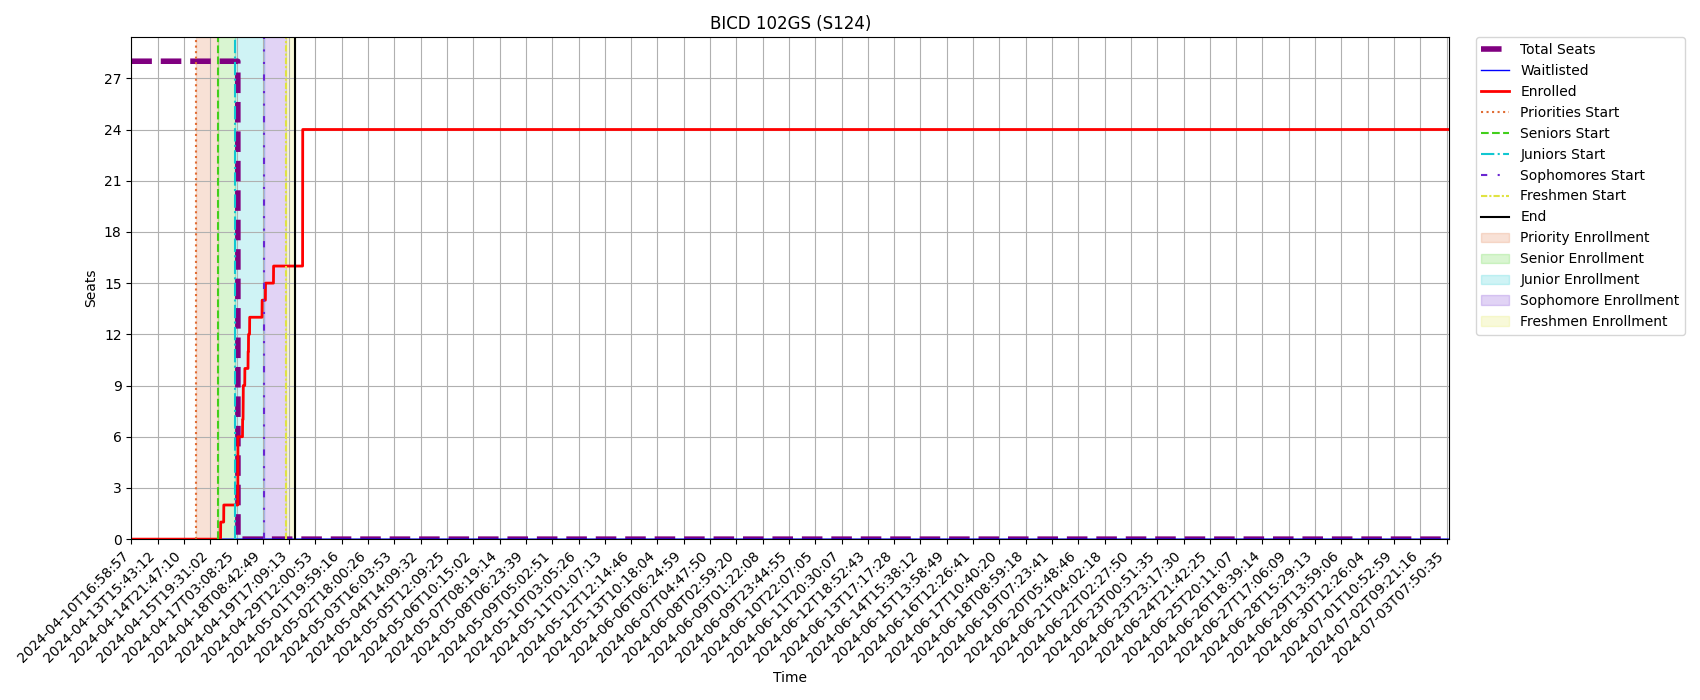 BICD 102GS (S124)
Seats
27
24
21
18
15
12
9
6
3
0
2024-04-10T16:58:57
2024-04-13T15:43:12
2024-04-14T21:47:10
2024-04-15T19:31:02
2024-04-17T03:08:25
2024-04-18T08:42:49
2024-04-19T17:09:13
2024-04-29T12:00:53
2024-05-01T19:59:16
2024-05-02T18:00:26
2024-05-03T16:03:53
2024-05-04T14:09:32
2024-05-05T12:09:25
2024-05-06T10:15:02
2024-05-07T08:19:14
2024-05-08T06:23:39
2024-05-09T05:02:51
2024-05-10T03:05:26
2024-05-11T01:07:13
2024-05-12T12:14:46
2024-05-13T10:18:04
2024-06-06T06:24:59
2024-06-07T04:47:50
2024-06-08T02:59:20
2024-06-09T01:22:08
2024-06-09T23:44:55
2024-06-10T22:07:05
2024-06-11T20:30:07
2024-06-12T18:52:43
2024-06-13T17:17:28
2024-06-14T15:38:12
2024-06-15T13:58:49
2024-06-16T12:26:41
2024-06-17T10:40:20
2024-06-18T08:59:18
2024-06-19T07:23:41
2024-06-20T05:48:46
2024-06-21T04:02:18
2024-06-22T02:27:50
2024-06-23T00:51:35
2024-06-23T23:17:30
2024-06-24T21:42:25
2024-06-25T20:11:07
2024-06-26T18:39:14
2024-06-27T17:06:09
2024-06-28T15:29:13
2024-06-29T13:59:06
2024-06-30T12:26:04
2024-07-01T10:52:59
2024-07-02T09:21:16
2024-07-03T07:50:35
Time
Total Seats
Waitlisted
Enrolled
Priorities Start
Seniors Start
Juniors Start
Sophomores Start
Freshmen Start
End
Priority Enrollment
Senior Enrollment
Junior Enrollment
Sophomore Enrollment
Freshmen Enrollment